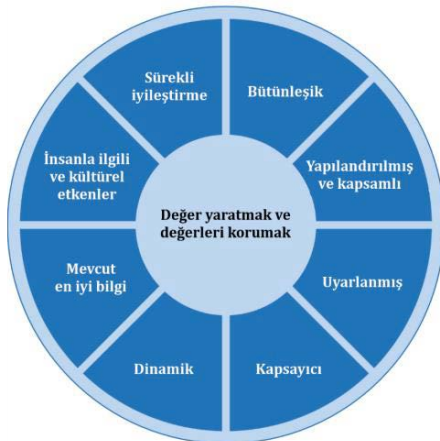 Sürekli
iyileştirme
Bütünleşik
Yapılandırılmış
ve kapsamlı
Uyarlanmış
Kapsayıcı
Dinamik
Mevcut
en iyi bilgi
İnsanla ilgili
ve kültürel
etkenler
Değer yaratmak ve
değerleri korumak